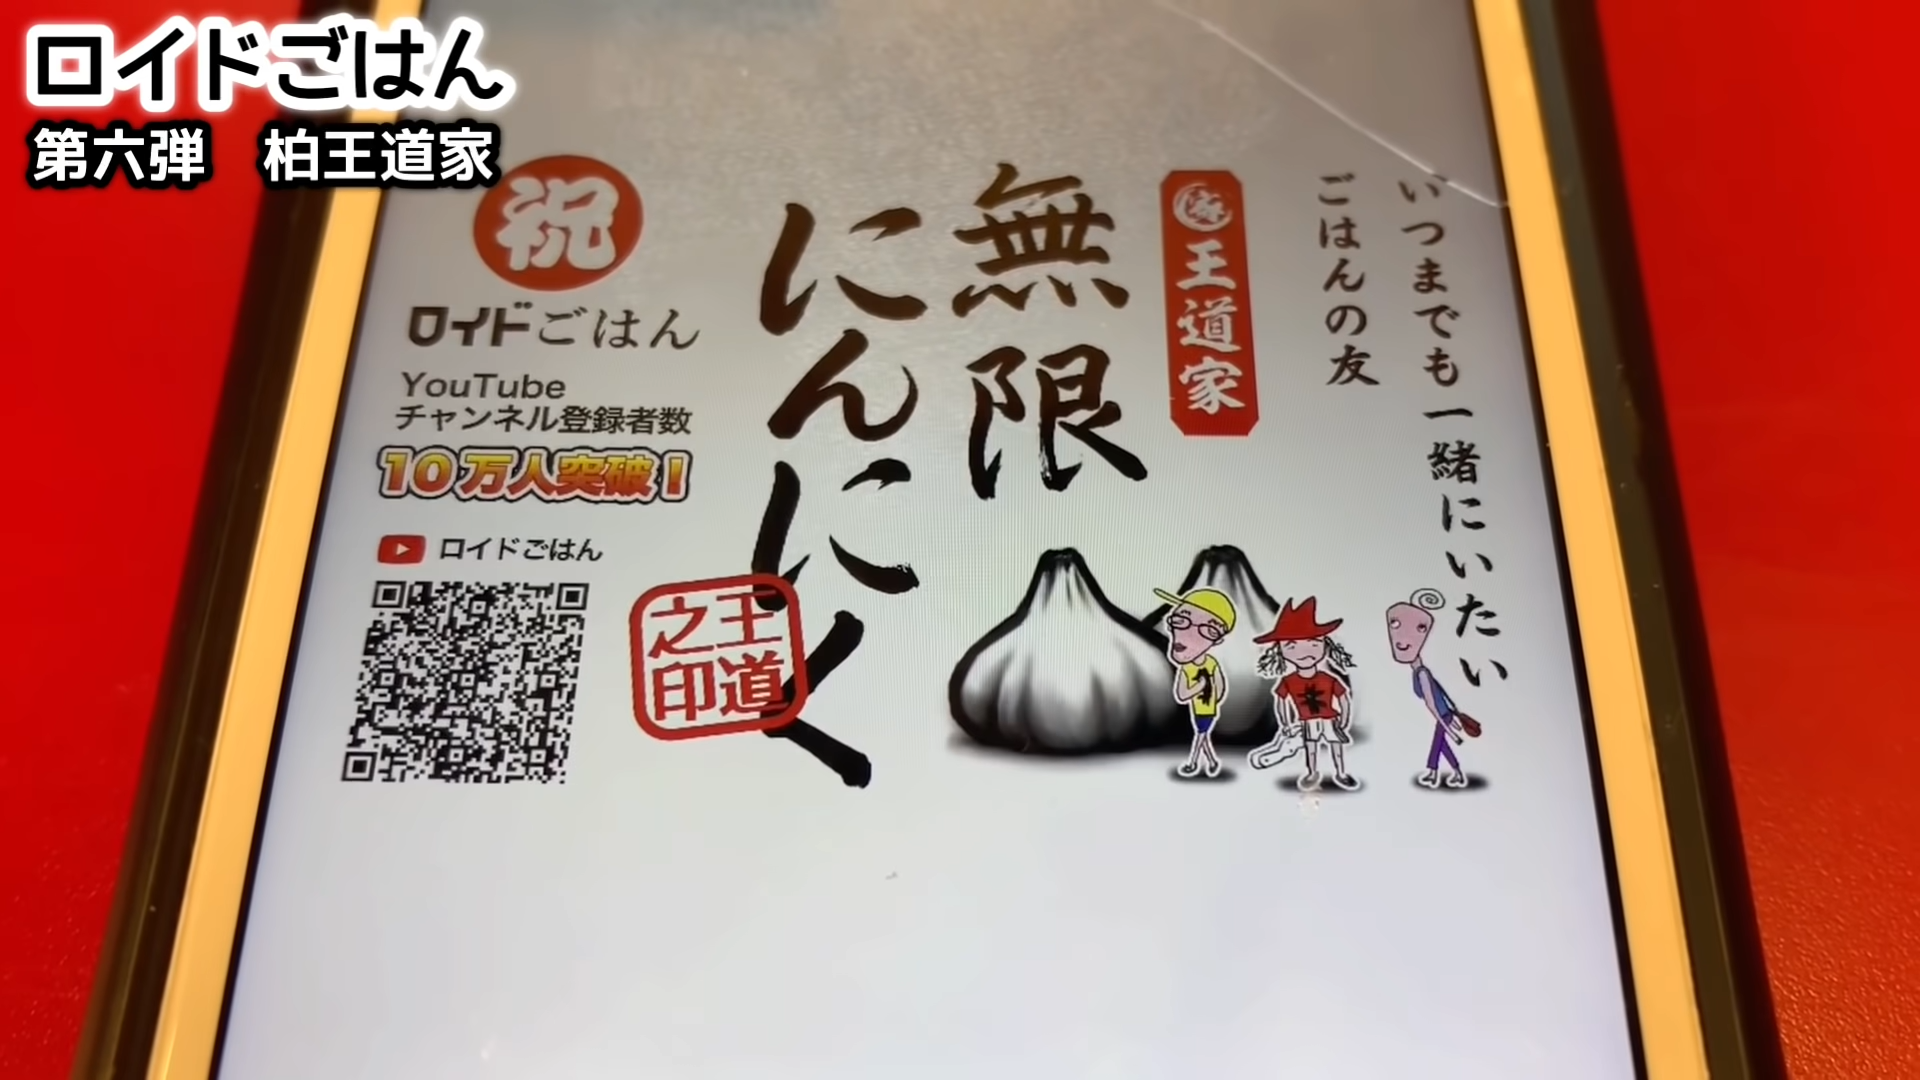 ロイドごはん
第六弾　柏王道家
いつまでも一緒にいたい
ごはんの友
家
王道家
無限
にんにく
王道
之印
祝
ロイドごはん
YouTube
チャンネル登録者数
10万人突破！
ロイドごはん